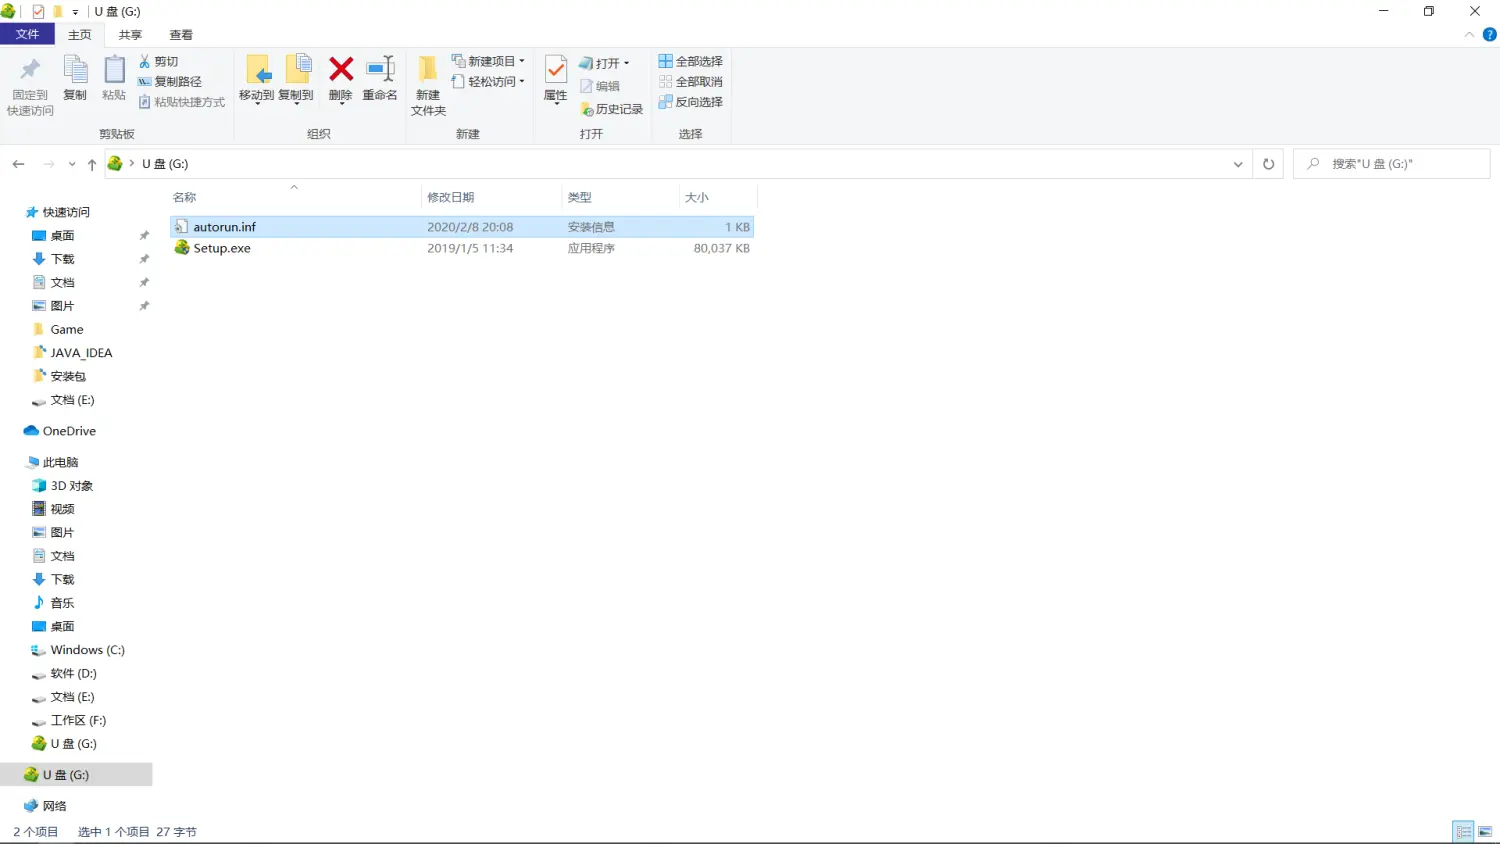 U 盘 (G:)
文件 主页 共享 查看
固定到快速访问
复制
粘贴
剪切
复制路径
粘贴快捷方式
剪贴板
移动到
复制到
删除
重命名
组织
新建文件夹
新建项目
轻松访问
新建
属性
打开
编辑
历史记录
打开
全部选择
全部取消
反向选择
选择
U 盘 (G:)
搜索"U 盘 (G:)"
名称 修改日期 类型 大小
autorun.inf 2020/2/8 20:08 安装信息 1 KB
Setup.exe 2019/1/5 11:34 应用程序 80,037 KB
快速访问
桌面
下载
文档
图片
Game
JAVA_IDEA
安装包
文档 (E:)
OneDrive
此电脑
3D 对象
视频
图片
文档
下载
音乐
桌面
Windows (C:)
软件 (D:)
文档 (E:)
工作区 (F:)
U 盘 (G:)
U 盘 (G:)
网络
2 个项目 选中 1 个项目 27 字节